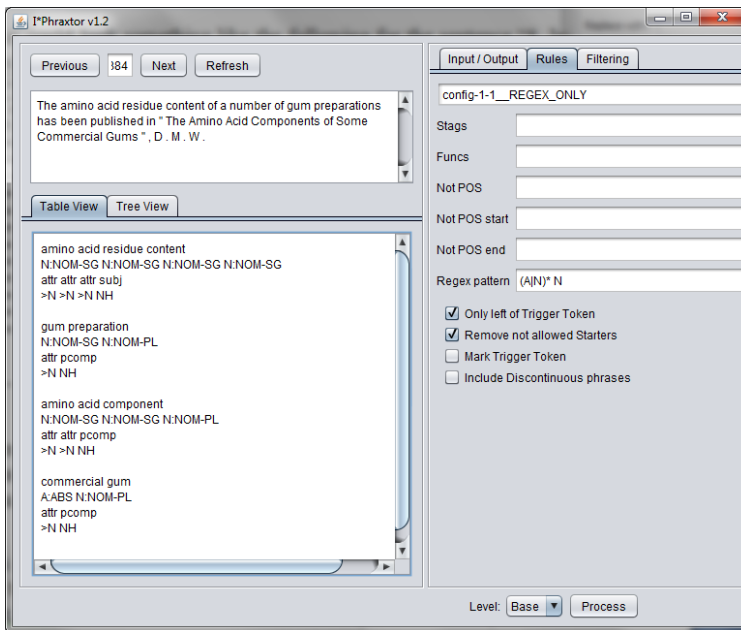 I*Phraxtor v1.2
Previous 384 Next Refresh
The amino acid residue content of a number of gum preparations
has been published in " The Amino Acid Components of Some
Commercial Gums " , D . M . W .
Table View Tree View
amino acid residue content
N:NOM-SG N:NOM-SG N:NOM-SG N:NOM-SG
attr attr attr subj
>N >N >N NH
gum preparation
N:NOM-SG N:NOM-PL
attr pcomp
>N NH
amino acid component
N:NOM-SG N:NOM-SG N:NOM-PL
attr attr pcomp
>N >N NH
commercial gum
A:ABS N:NOM-PL
attr pcomp
>N NH
Input / Output Rules Filtering
config-1-1__REGEX_ONLY
Stags
Funcs
Not POS
Not POS start
Not POS end
Regex pattern (A|N)* N
Only left of Trigger Token
Remove not allowed Starters
Mark Trigger Token
Include Discontinuous phrases
Level: Base Process